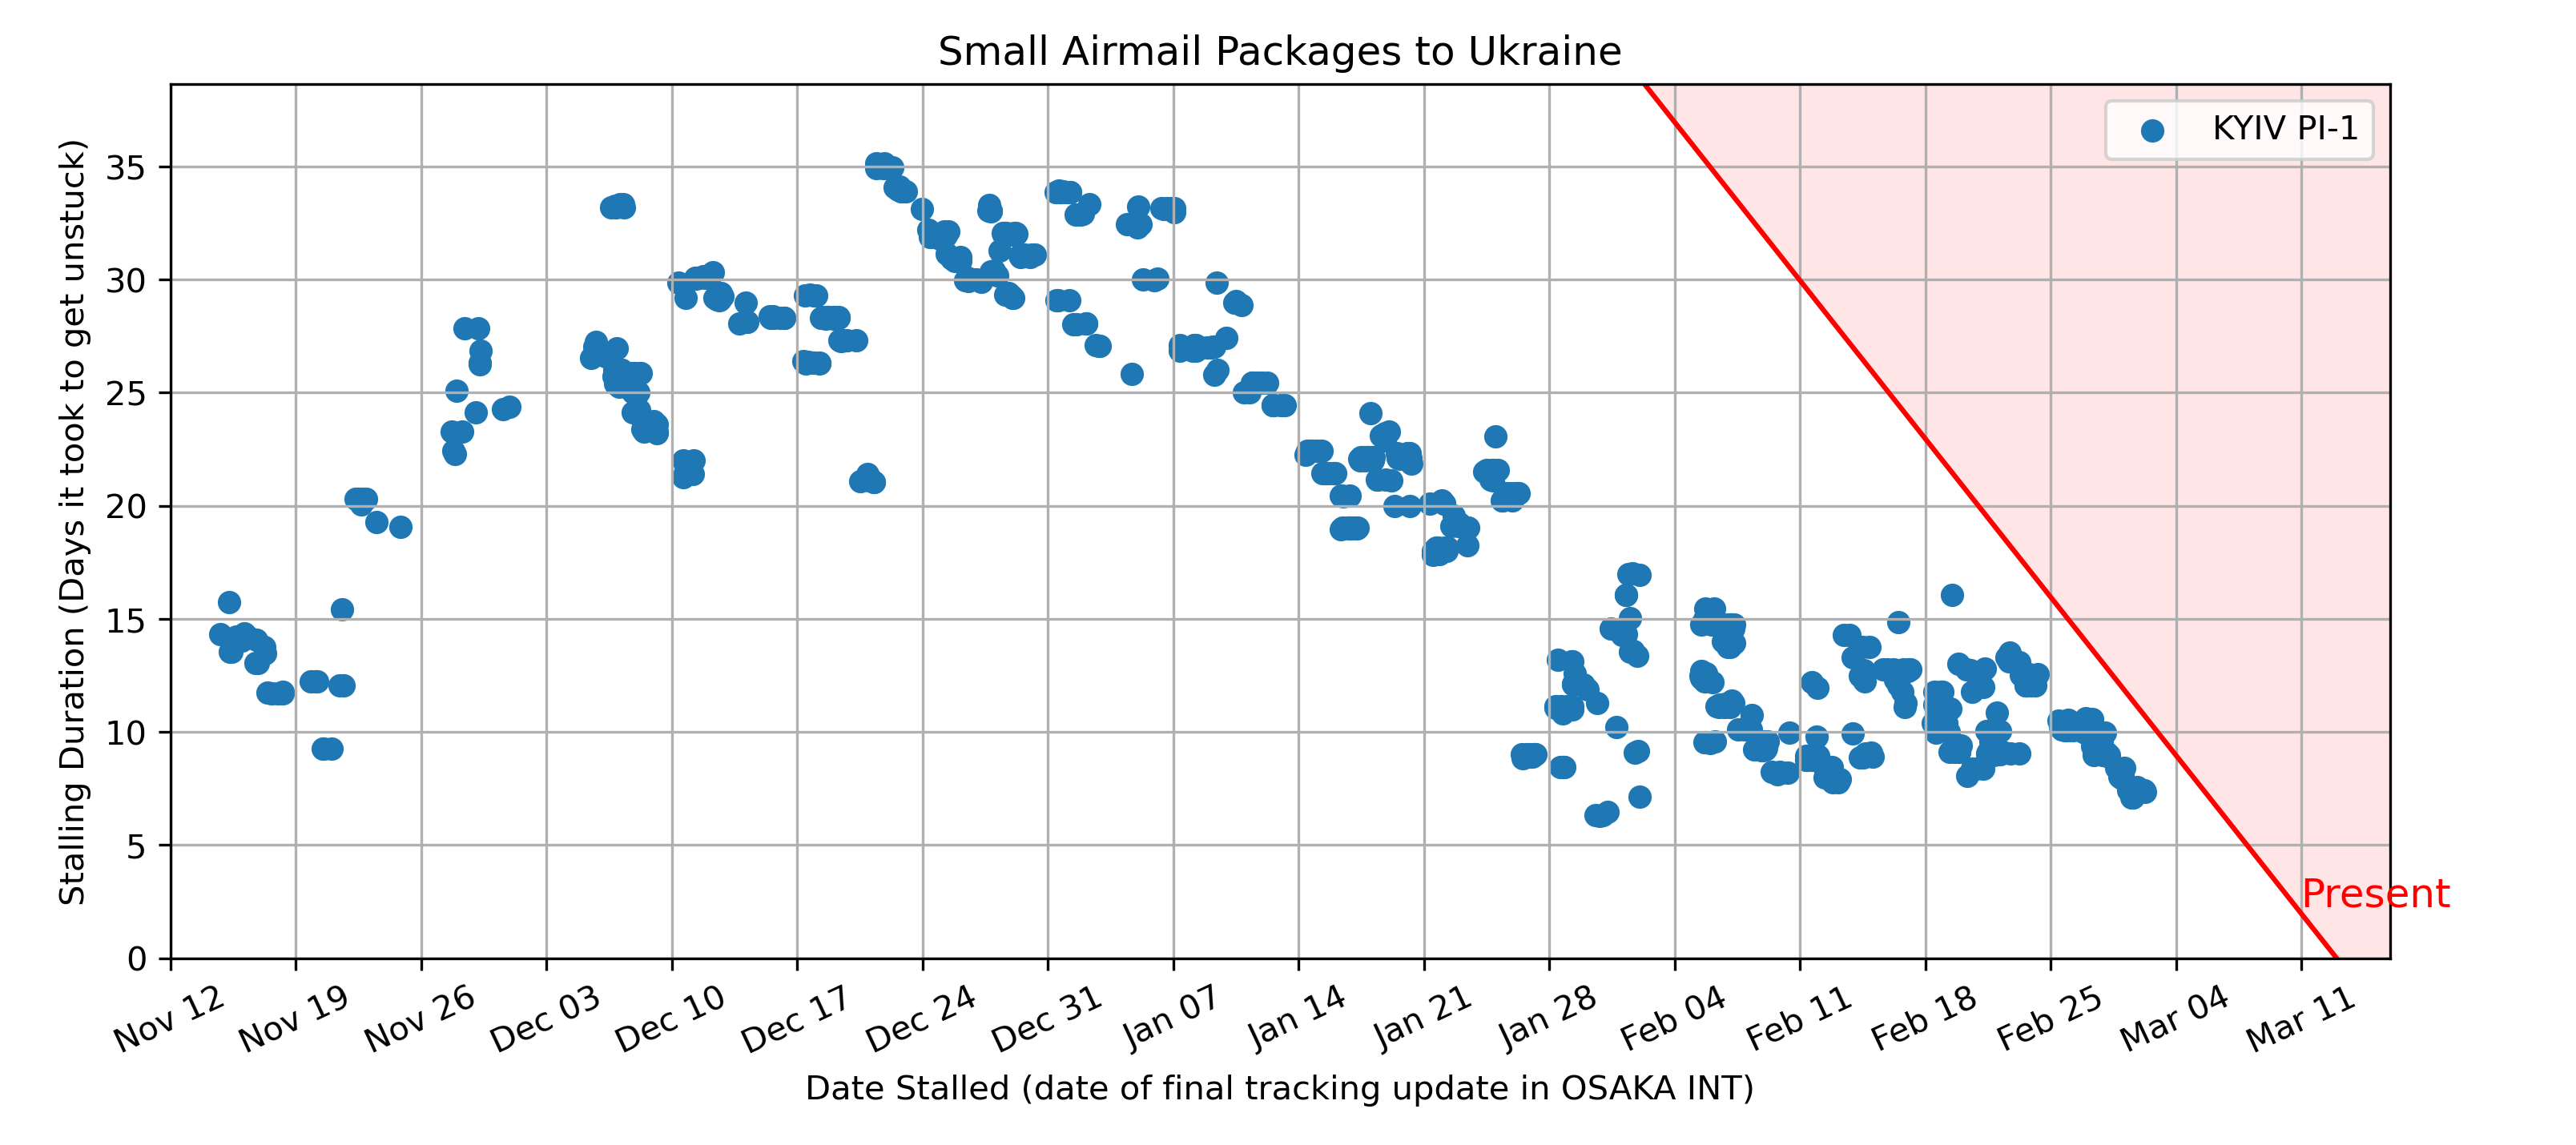 Small Airmail Packages to Ukraine
KYIV PI-1
Stalling Duration (Days it took to get unstuck)
35
30
25
20
15
10
5
0
Present
Nov 12
Nov 19
Nov 26
Dec 03
Dec 10
Dec 17
Dec 24
Dec 31
Jan 07
Jan 14
Jan 21
Jan 28
Feb 04
Feb 11
Feb 18
Feb 25
Mar 04
Mar 11
Date Stalled (date of final tracking update in OSAKA INT)